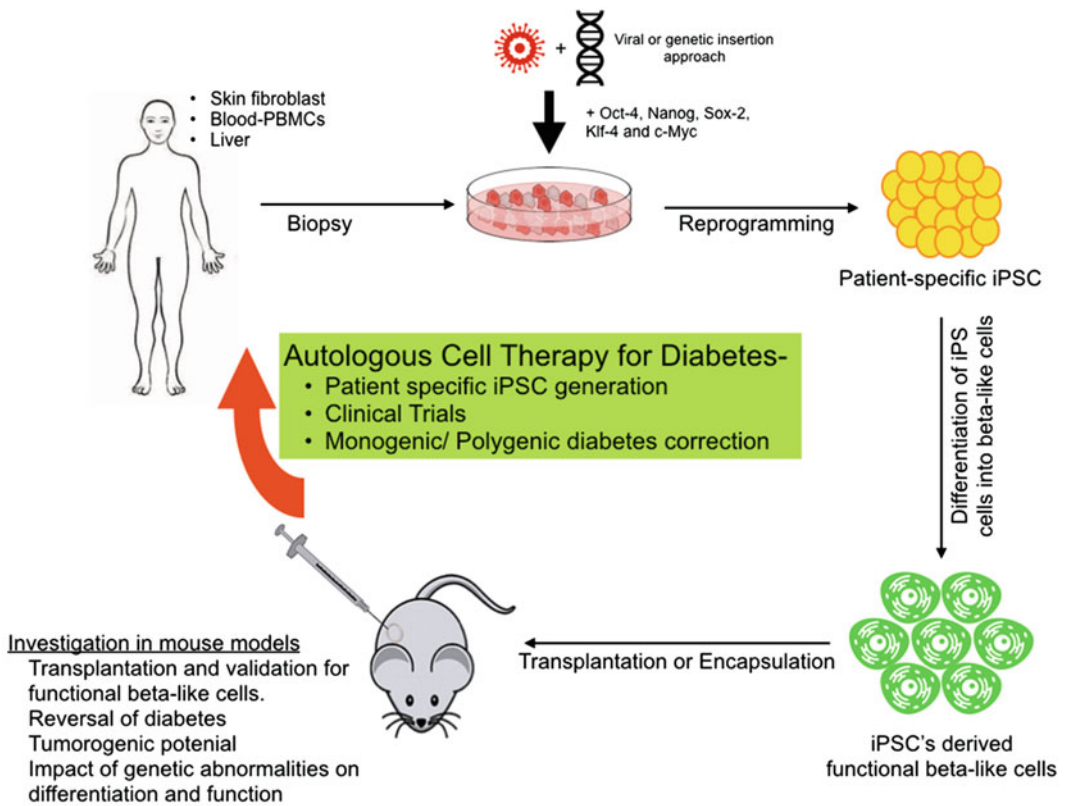 Viral or genetic insertion
approach
+ Oct-4, Nanog, Sox-2,
Klf-4 and c-Myc
• Skin fibroblast
• Blood-PBMCs
• Liver
Biopsy
Reprogramming
Patient-specific iPSC
Differentiation of iPS
cells into beta-like cells
Autologous Cell Therapy for Diabetes-
• Patient specific iPSC generation
• Clinical Trials
• Monogenic/ Polygenic diabetes correction
Transplantation or Encapsulation
iPSC's derived
functional beta-like cells
Investigation in mouse models
Transplantation and validation for
functional beta-like cells.
Reversal of diabetes
Tumorogenic potenial
Impact of genetic abnormalities on
differentiation and function